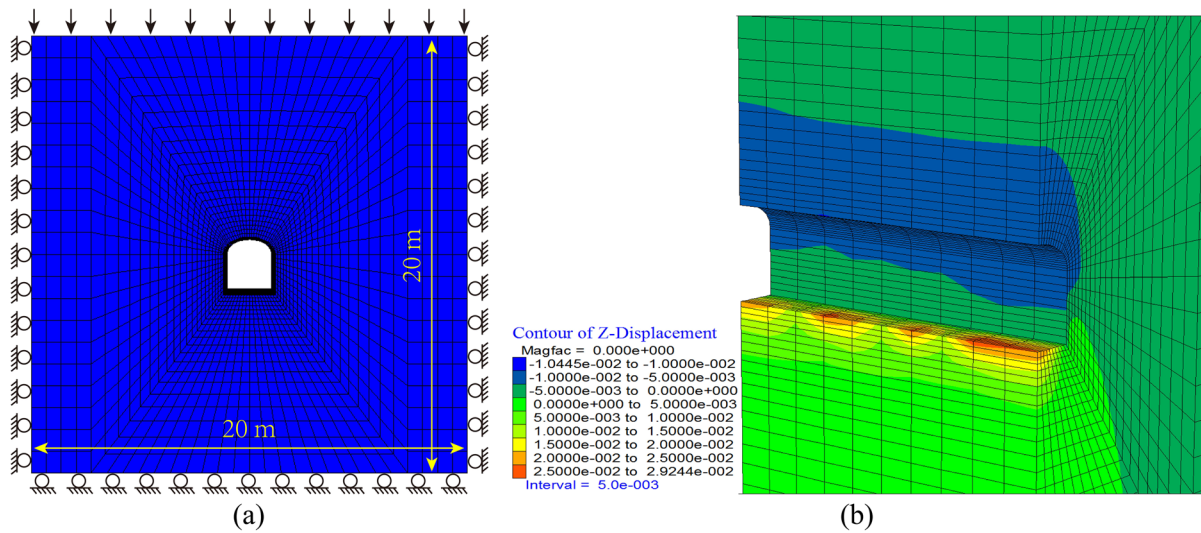 20 m
20 m
Contour of Z-Displacement
Magfac = 0.000e+000
-1.0445e-002 to -1.0000e-002
-1.0000e-002 to -5.0000e-003
-5.0000e-003 to 0.0000e+000
0.0000e+000 to 5.0000e-003
5.0000e-003 to 1.0000e-002
1.0000e-002 to 1.5000e-002
1.5000e-002 to 2.0000e-002
2.0000e-002 to 2.5000e-002
2.5000e-002 to 2.9244e-002
Interval = 5.0e-003
(a)
(b)